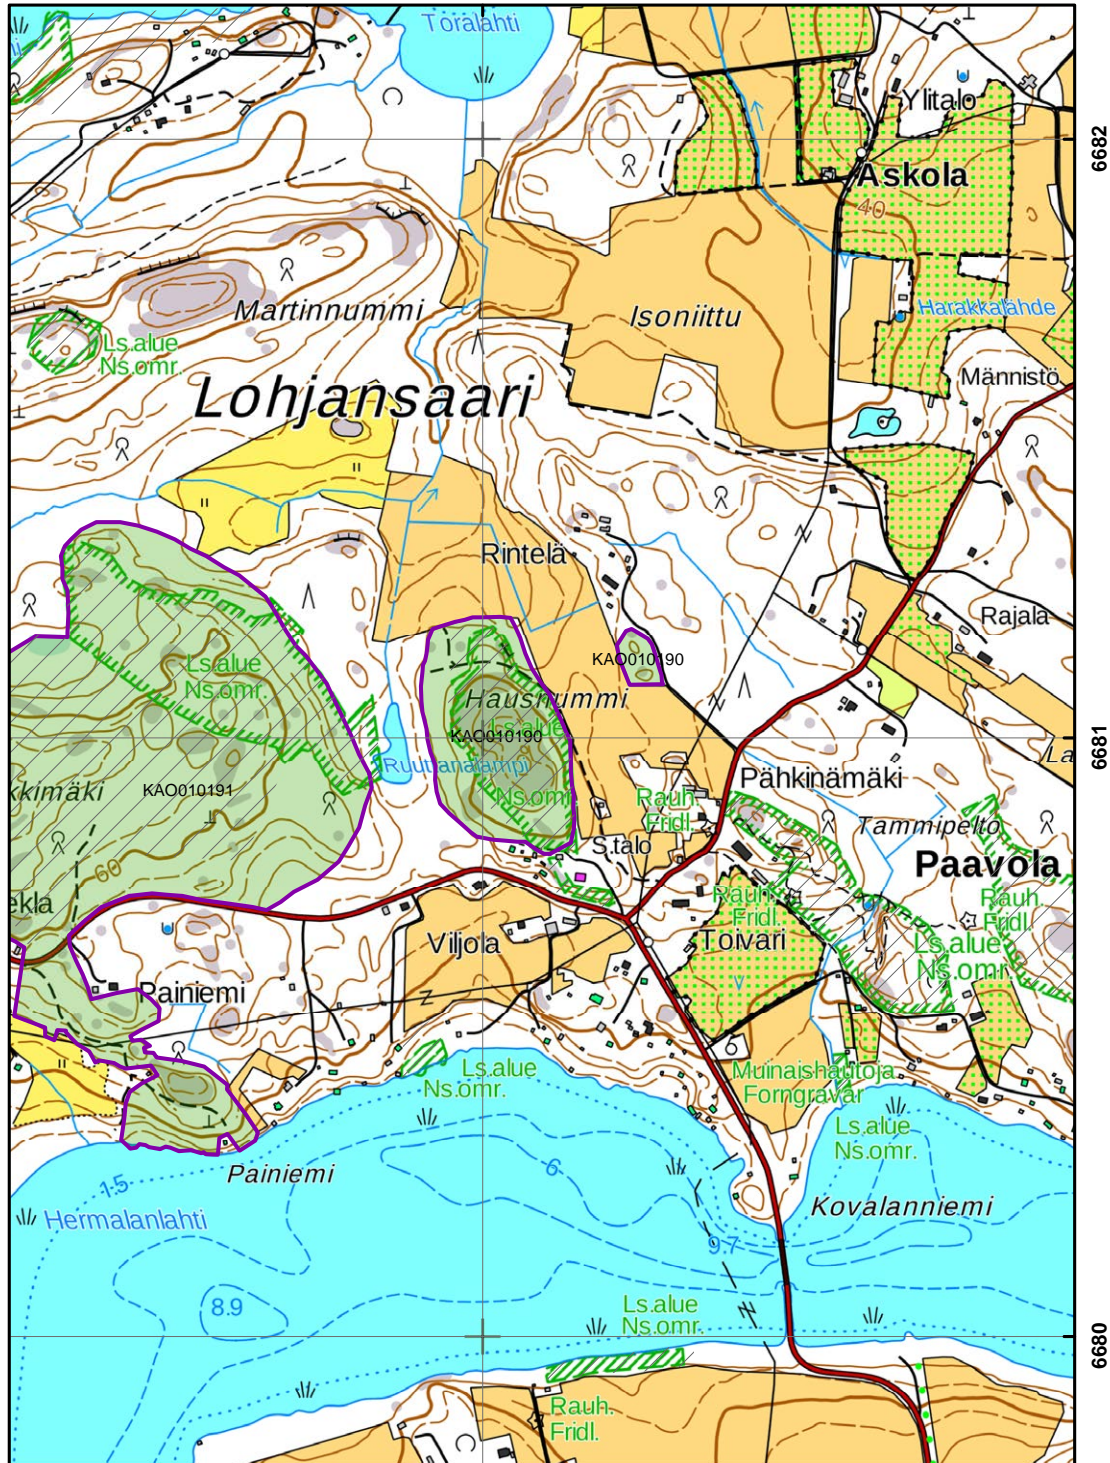 Törälahti
Ylitalo
6682
Askola
40
Harakkalähde
Martinnummi
Isoniittu
Ls.alue
Ns.omr.
Männistö
Lohjansaari
Rintelä
Rajala
KAO010190
Ls.alue
Ns.omr.
Hausnummi
Ls.alue
KAO010190
6681
La
Ruuttanalampi
Pähkinämäki
kkimäki
KAO010191
Ns.omr.
Rauh.
Fridl.
Tammipelto
S.talo
60
Paavola
ekla
Rauh.
Fridl.
Rauh.
Fridl.
Viljola
Toivari
Ls.alue
Ns.omr.
Painiemi
Ls.alue
Ns.omr.
Muinaishautoja
Forngravar
Ls.alue
Ns.omr.
Painiemi
6
1.5
Hermalanlahti
Kovalanniemi
9.7
8.9
Ls.alue
Ns.omr.
6680
Rauh.
Fridl.